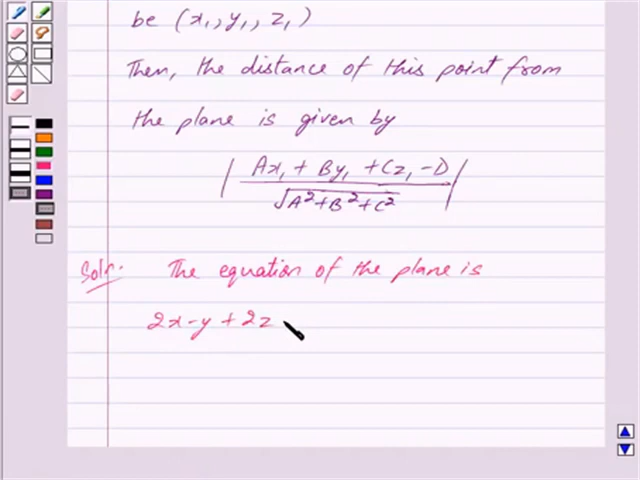 be (x₁, y₁, z₁)
Then, the distance of this point from
the plane is given by
| Ax₁ + By₁ + Cz₁ - D / √A²+B²+C² |
Soln. The equation of the plane is
2x - y + 2z